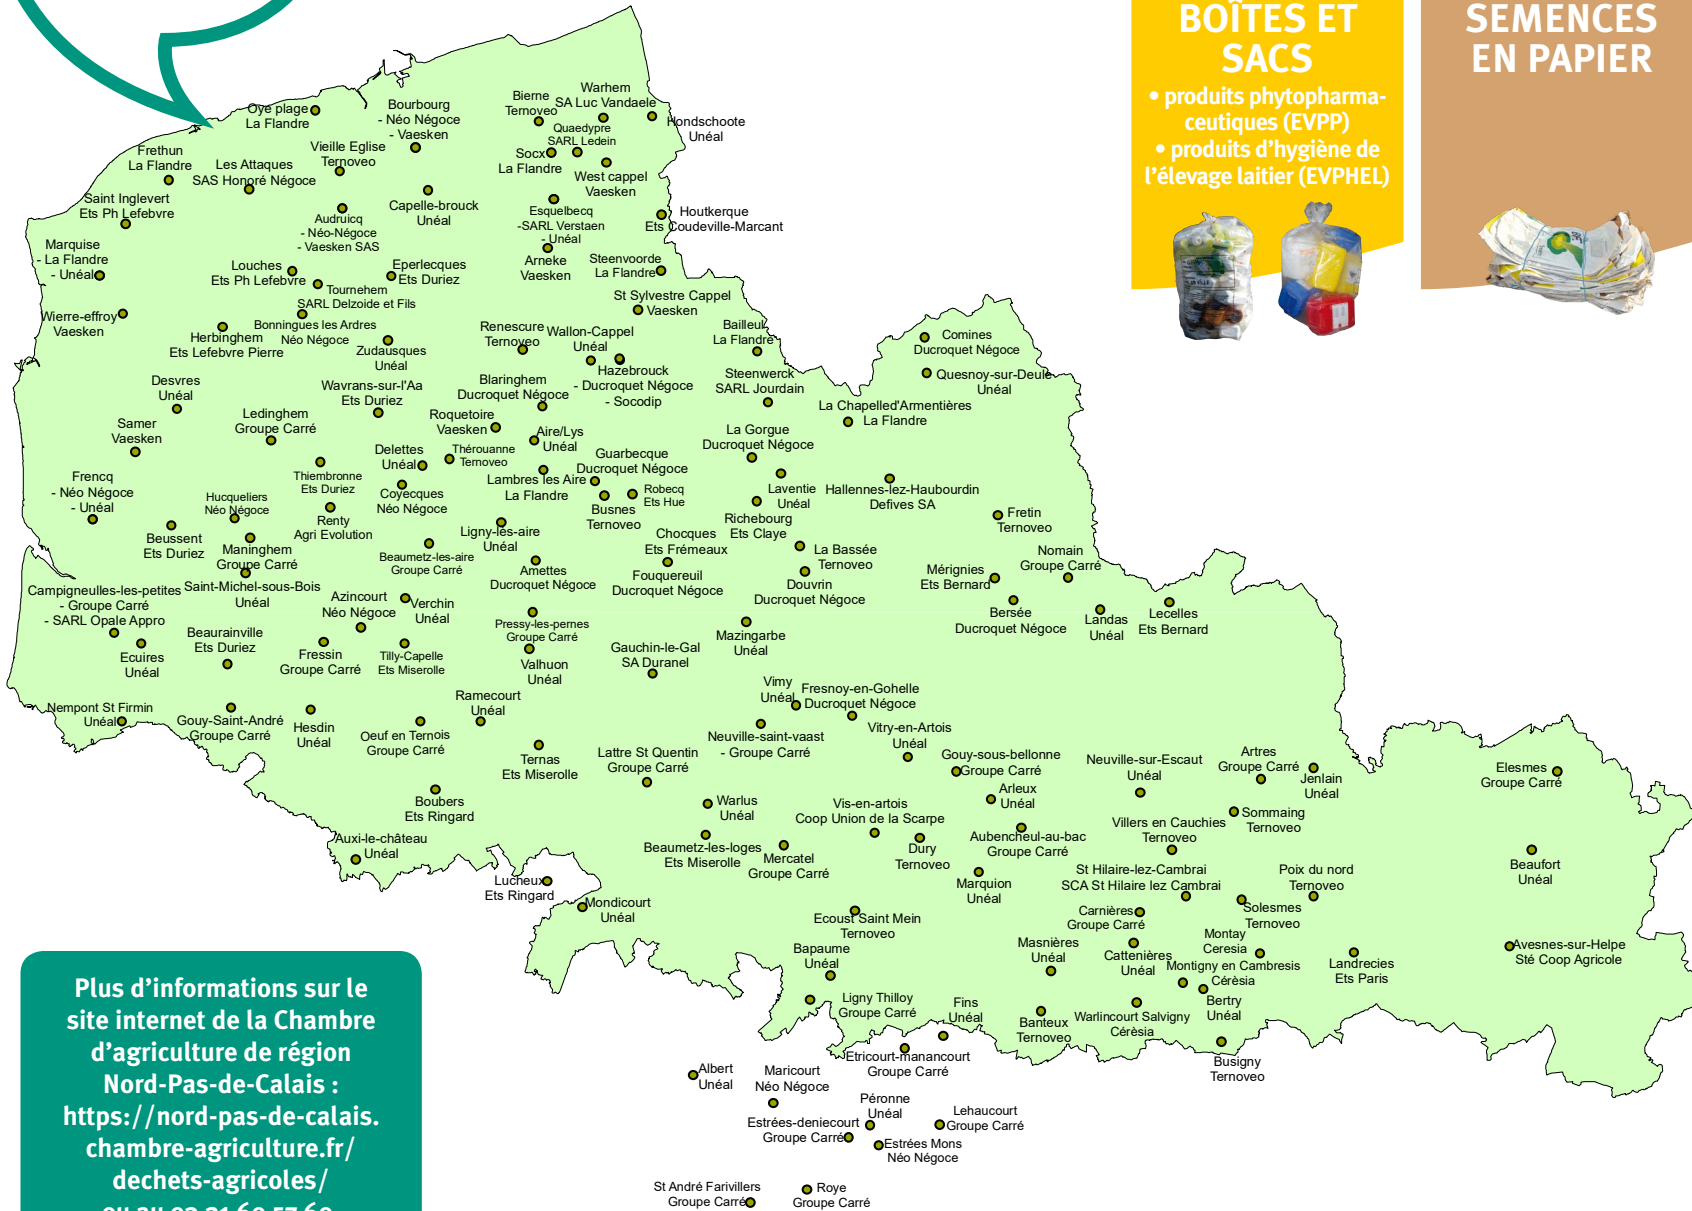 BOÎTES ET
SACS
• produits phytopharma-
ceutiques (EVPP)
• produits d'hygiène de
l'élevage laitier (EVPHEL)
SEMENCES
EN PAPIER
Oye plage
La Flandre
Bourbourg
- Néo Négoce
- Vaesken
Bierne
Ternoveo
Warhem
SA Luc Vandaele
Hondschoote
Unéal
Quaedypre
SARL Ledein
Socx
La Flandre
West cappel
Vaesken
Frethun
La Flandre
Les Attaques
SAS Honoré Négoce
Vieille Eglise
Ternoveo
Saint Inglevert
Ets Ph Lefebvre
Audruicq
- Néo-Négoce
- Vaesken SAS
Capelle-brouck
Unéal
Esquelbecq
-SARL Verstaen
- Unéal
Houtkerque
Ets Coudeville-Marcant
Marquise
- La Flandre
- Unéal
Louches
Ets Ph Lefebvre
Eperlecques
Ets Duriez
Arneke
Vaesken
Steenvoorde
La Flandre
Tournehem
SARL Delzoide et Fils
St Sylvestre Cappel
Vaesken
Wierre-effroy
Vaesken
Herbinghem
Ets Lefebvre Pierre
Bonningues les Ardres
Néo Négoce
Zudausques
Unéal
Renescure
Ternoveo
Wallon-Cappel
Unéal
Bailleul
La Flandre
Comines
Ducroquet Négoce
Hazebrouck
- Ducroquet Négoce
- Socodip
Steenwerck
SARL Jourdain
Quesnoy-sur-Deule
Unéal
Desvres
Unéal
Wavrans-sur-l'Aa
Ets Duriez
Blaringhem
Ducroquet Négoce
La Chapelled'Armentières
La Flandre
Samer
Vaesken
Ledinghem
Groupe Carré
Roquetoire
Vaesken
Aire/Lys
Unéal
La Gorgue
Ducroquet Négoce
Delettes
Unéal
Thérouanne
Ternoveo
Guarbecque
Ducroquet Négoce
Frencq
- Néo Négoce
- Unéal
Thiembronne
Ets Duriez
Coyecques
Néo Négoce
Lambres les Aire
La Flandre
Robecq
Ets Hue
Laventie
Unéal
Hallennes-lez-Haubourdin
Defives SA
Hucqueliers
Néo Négoce
Renty
Agri Evolution
Busnes
Ternoveo
Richebourg
Ets Claye
Fretin
Ternoveo
Beussent
Ets Duriez
Maninghem
Groupe Carré
Ligny-lès-aire
Unéal
Chocques
Ets Frémeaux
La Bassée
Ternoveo
Nomain
Groupe Carré
Beaumetz-les-aire
Groupe Carré
Amettes
Ducroquet Négoce
Fouquereuil
Ducroquet Négoce
Douvrin
Ducroquet Négoce
Mérignies
Ets Bernard
Campigneulles-les-petites
- Groupe Carré
- SARL Opale Appro
Saint-Michel-sous-Bois
Unéal
Azincourt
Néo Négoce
Verchin
Unéal
Bersée
Ducroquet Négoce
Landas
Unéal
Lecelles
Ets Bernard
Ecuires
Unéal
Beaurainville
Ets Duriez
Fressin
Groupe Carré
Tilly-Capelle
Ets Miserolle
Pressy-les-pernes
Groupe Carré
Valhuon
Unéal
Gauchin-le-Gal
SA Duranel
Mazingarbe
Unéal
Nempont St Firmin
Unéal
Gouy-Saint-André
Groupe Carré
Hesdin
Unéal
Oeuf en Ternois
Groupe Carré
Ramecourt
Unéal
Vimy
Unéal
Fresnoy-en-Gohelle
Ducroquet Négoce
Neuville-saint-vaast
- Groupe Carré
Vitry-en-Artois
Unéal
Ternas
Ets Miserolle
Lattre St Quentin
Groupe Carré
Gouy-sous-bellonne
Groupe Carré
Neuville-sur-Escaut
Unéal
Artres
Groupe Carré
Jenlain
Unéal
Elesmes
Groupe Carré
Boubers
Ets Ringard
Warlus
Unéal
Vis-en-artois
Coop Union de la Scarpe
Arleux
Unéal
Villers en Cauchies
Ternoveo
Sommaing
Ternoveo
Auxi-le-château
Unéal
Beaumetz-les-loges
Ets Miserolle
Mercatel
Groupe Carré
Dury
Ternoveo
Aubencheul-au-bac
Groupe Carré
Beaufort
Unéal
Lucheux
Ets Ringard
Marquion
Unéal
St Hilaire-lez-Cambrai
SCA St Hilaire lez Cambrai
Poix du nord
Ternoveo
Mondicourt
Unéal
Ecoust Saint Mein
Ternoveo
Carnières
Groupe Carré
Solesmes
Ternoveo
Bapaume
Unéal
Masnières
Unéal
Cattenières
Unéal
Montay
Ceresia
Landrecies
Ets Paris
Avesnes-sur-Helpe
Sté Coop Agricole
Montigny en Cambresis
Cérèsia
Ligny Thilloy
Groupe Carré
Fins
Unéal
Banteux
Ternoveo
Warlincourt Salvigny
Cérèsia
Bertry
Unéal
Etricourt-manancourt
Groupe Carré
Busigny
Ternoveo
Albert
Unéal
Maricourt
Néo Négoce
Péronne
Unéal
Lehaucourt
Groupe Carré
Estrées-deniecourt
Groupe Carré
Estrées Mons
Néo Négoce
St André Farivillers
Groupe Carré
Roye
Groupe Carré
Plus d'informations sur le
site internet de la Chambre
d'agriculture de région
Nord-Pas-de-Calais :
https://nord-pas-de-calais.
chambre-agriculture.fr/
dechets-agricoles/
ou au 03 21 60 57 60